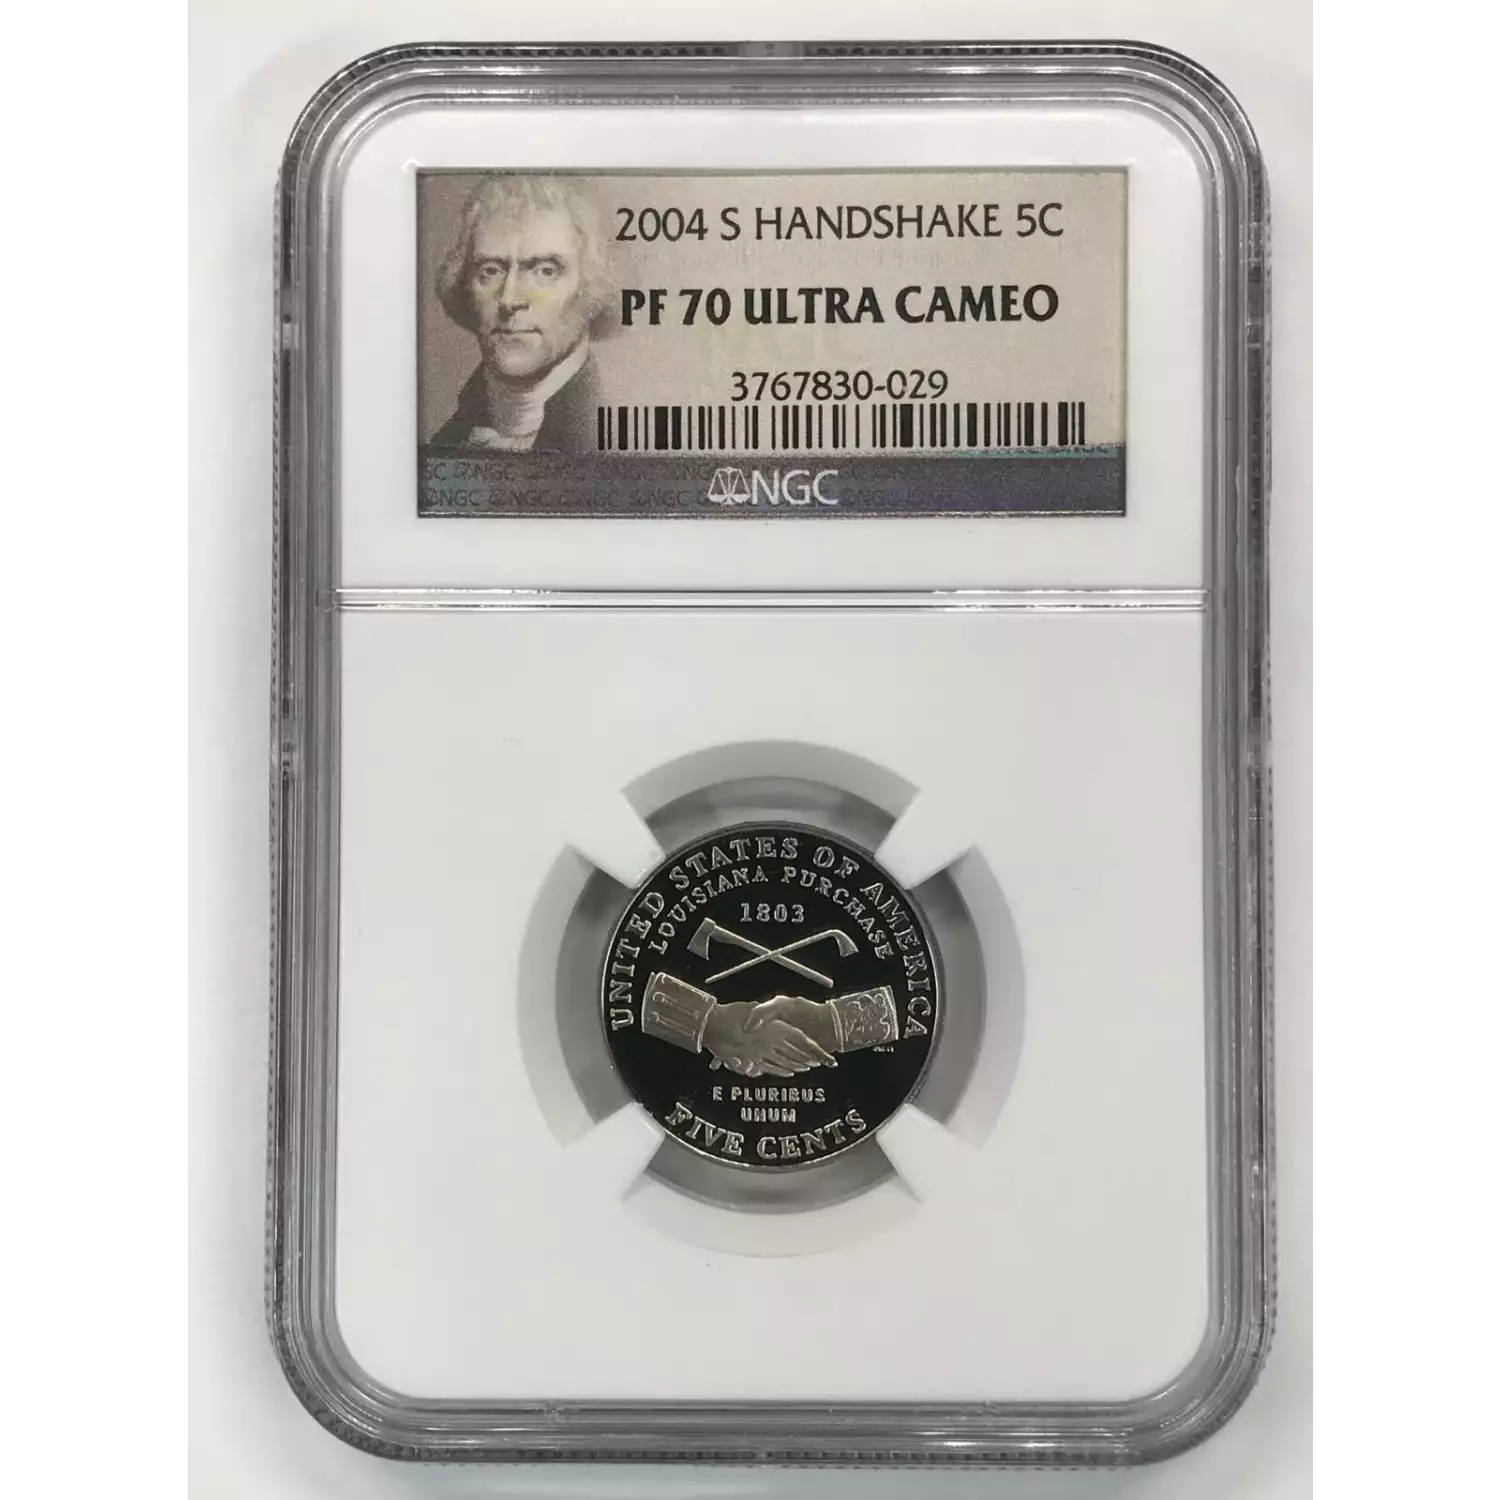 2004 S HANDSHAKE 5C
PF 70 ULTRA CAMEO
3767830-029
NGC
UNITED STATES OF AMERICA
LOUISIANA PURCHASE
1803
E PLURIBUS
UNUM
FIVE CENTS